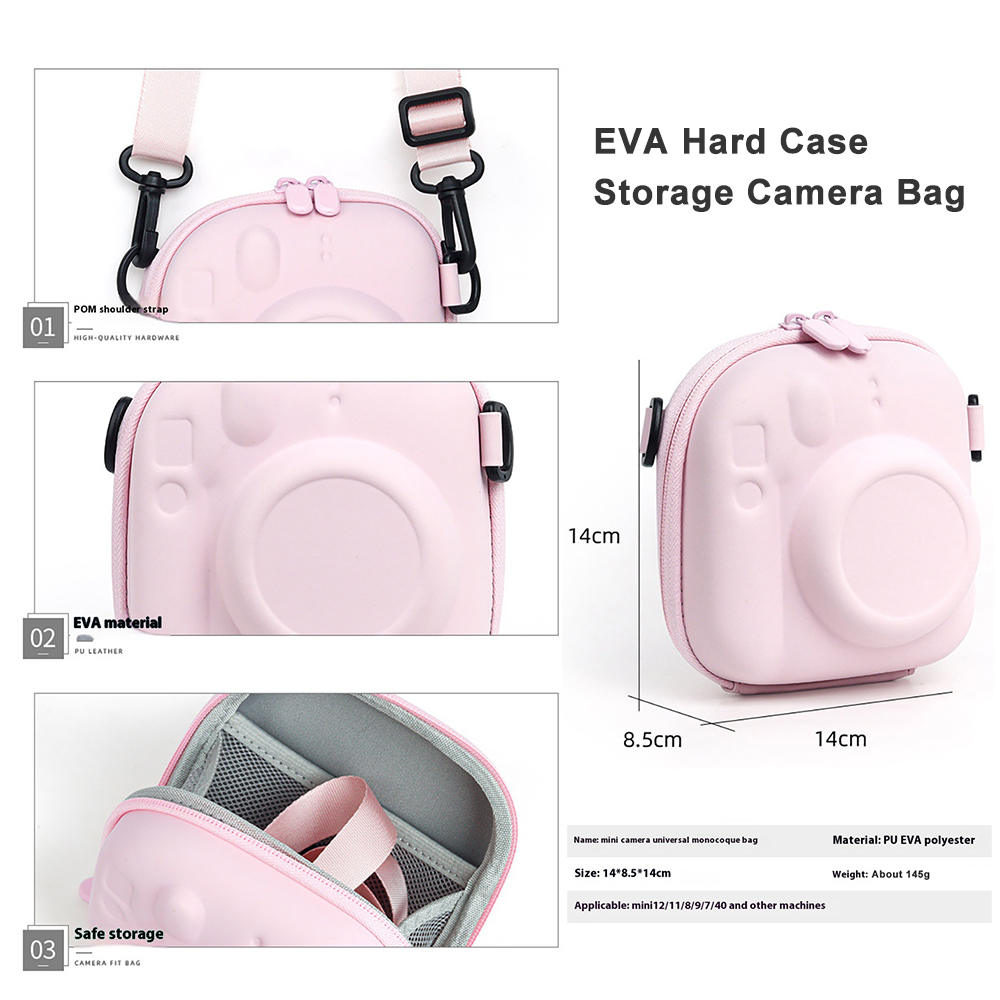 EVA Hard Case
Storage Camera Bag
01
POM shoulder strap
HIGH-QUALITY HARDWARE
02
EVA material
PU LEATHER
03
Safe storage
CAMERA FIT BAG
14cm
8.5cm
14cm
Name: mini camera universal monocoque bag
Material: PU EVA polyester
Size: 14*8.5*14cm
Weight: About 145g
Applicable: mini12/11/8/9/7/40 and other machines